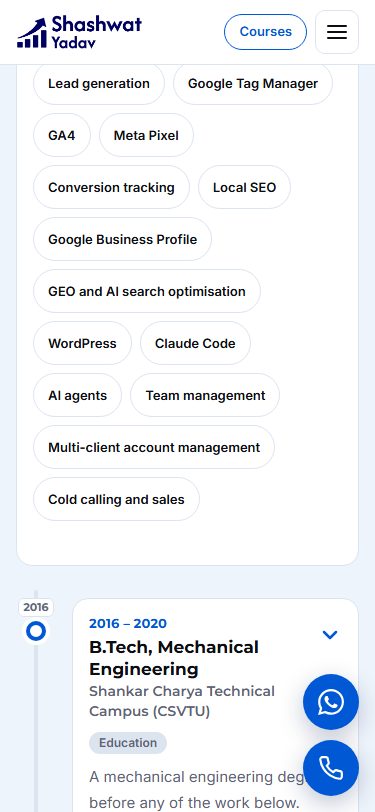 Shashwat
Yadav
Courses
Lead generation
Google Tag Manager
GA4
Meta Pixel
Conversion tracking
Local SEO
Google Business Profile
GEO and AI search optimisation
WordPress
Claude Code
AI agents
Team management
Multi-client account management
Cold calling and sales
2016
2016 – 2020
B.Tech, Mechanical
Engineering
Shankar Charya Technical
Campus (CSVTU)
Education
A mechanical engineering
before any of the work below.